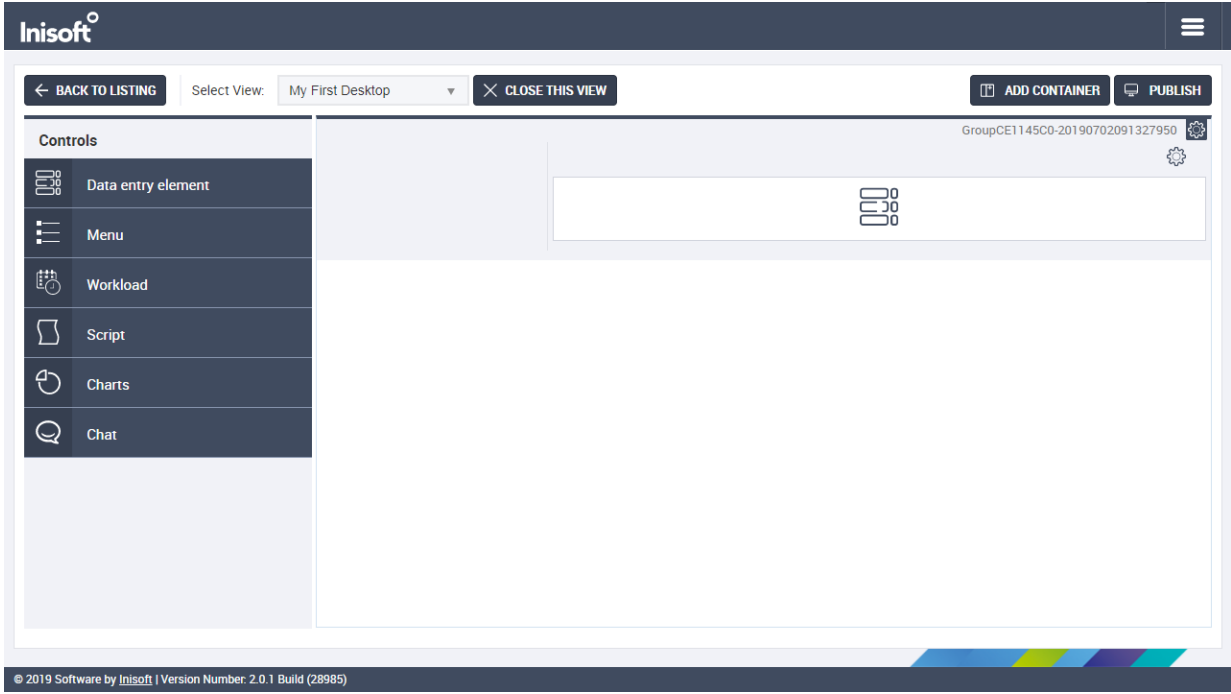 Inisoft
BACK TO LISTING
Select View:
My First Desktop
CLOSE THIS VIEW
ADD CONTAINER
PUBLISH
Controls
GroupCE1145C0-20190702091327950
Data entry element
Menu
Workload
Script
Charts
Chat
© 2019 Software by Inisoft | Version Number: 2.0.1 Build (28985)